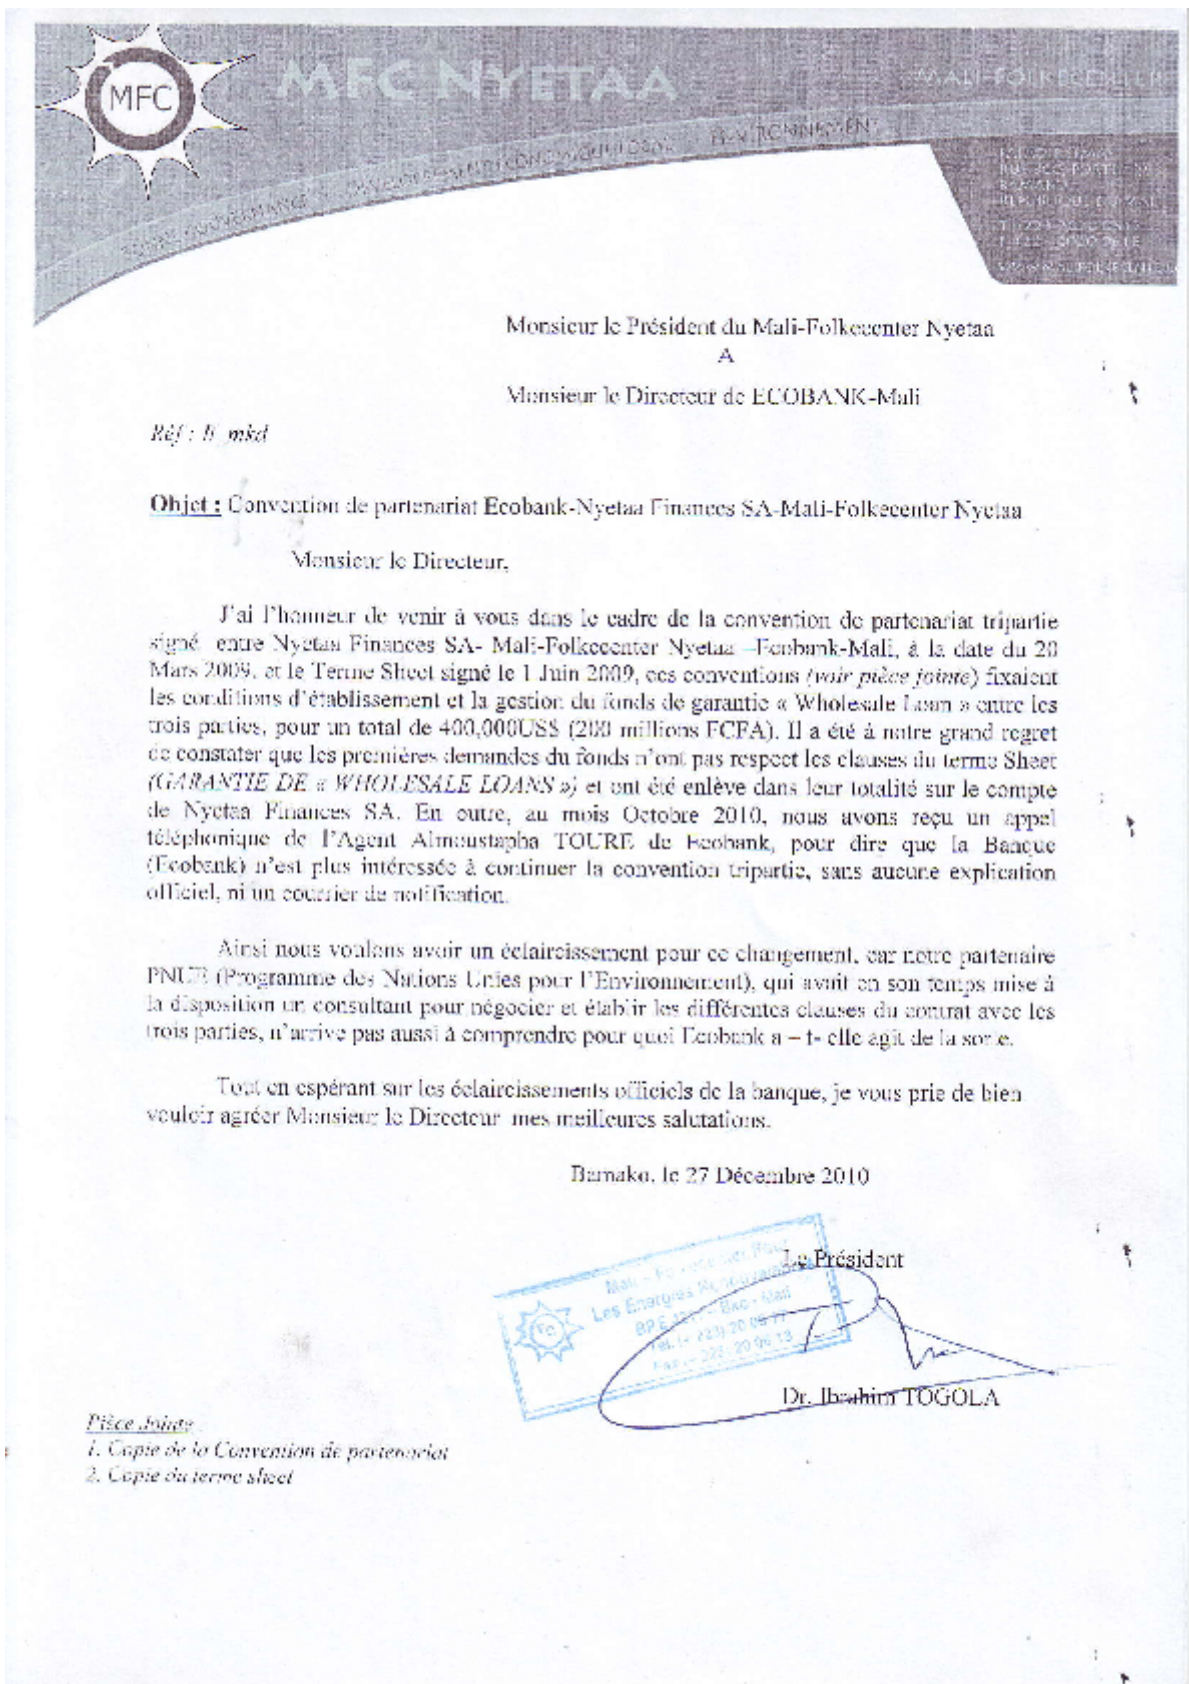 MFC
MFC NYETAA
MALI-FOLKECENTER
ENVIRONNEMENT
Monsieur le Président du Mali-Folkecenter Nyetaa
A
Monsieur le Directeur de ECOBANK-Mali
Réf : B_mkd
Objet : Convention de partenariat Ecobank-Nyetaa Finances SA-Mali-Folkecenter Nyetaa
Monsieur le Directeur,
J'ai l'honneur de venir à vous dans le cadre de la convention de partenariat tripartie
signé entre Nyetaa Finances SA- Mali-Folkecenter Nyetaa –Ecobank-Mali, à la date du 20
Mars 2009, et le Terme Sheet signé le 1 Juin 2009, ces conventions (voir pièce jointe) fixaient
les conditions d'établissement et la gestion du fonds de garantie « Wholesale Loan » entre les
trois parties, pour un total de 400,000US$ (200 millions FCFA). Il a été à notre grand regret
de constater que les premières demandes du fonds n'ont pas respect les clauses du terme Sheet
(GARANTIE DE « WHOLESALE LOANS ») et ont été enlève dans leur totalité sur le compte
de Nyetaa Finances SA. En outre, au mois Octobre 2010, nous avons reçu un appel
téléphonique de l'Agent Almoustapha TOURE de Ecobank, pour dire que la Banque
(Ecobank) n'est plus intéressée à continuer la convention tripartie, sans aucune explication
officiel, ni un courrier de notification.
Ainsi nous voulons avoir un éclaircissement pour ce changement, car notre partenaire
PNUE (Programme des Nations Unies pour l'Environnement), qui avait en son temps mise à
la disposition un consultant pour négocier et établir les différentes clauses du contrat avec les
trois parties, n'arrive pas aussi à comprendre pour quoi Ecobank a – t- elle agit de la sorte.
Tout en espérant sur les éclaircissements officiels de la banque, je vous prie de bien
vouloir agréer Monsieur le Directeur mes meilleures salutations.
Bamako, le 27 Décembre 2010
Le Président
Les Energies
Dr. Ibrahim TOGOLA
Pièce Jointe
1. Copie de la Convention de partenariat
2. Copie du terme sheet